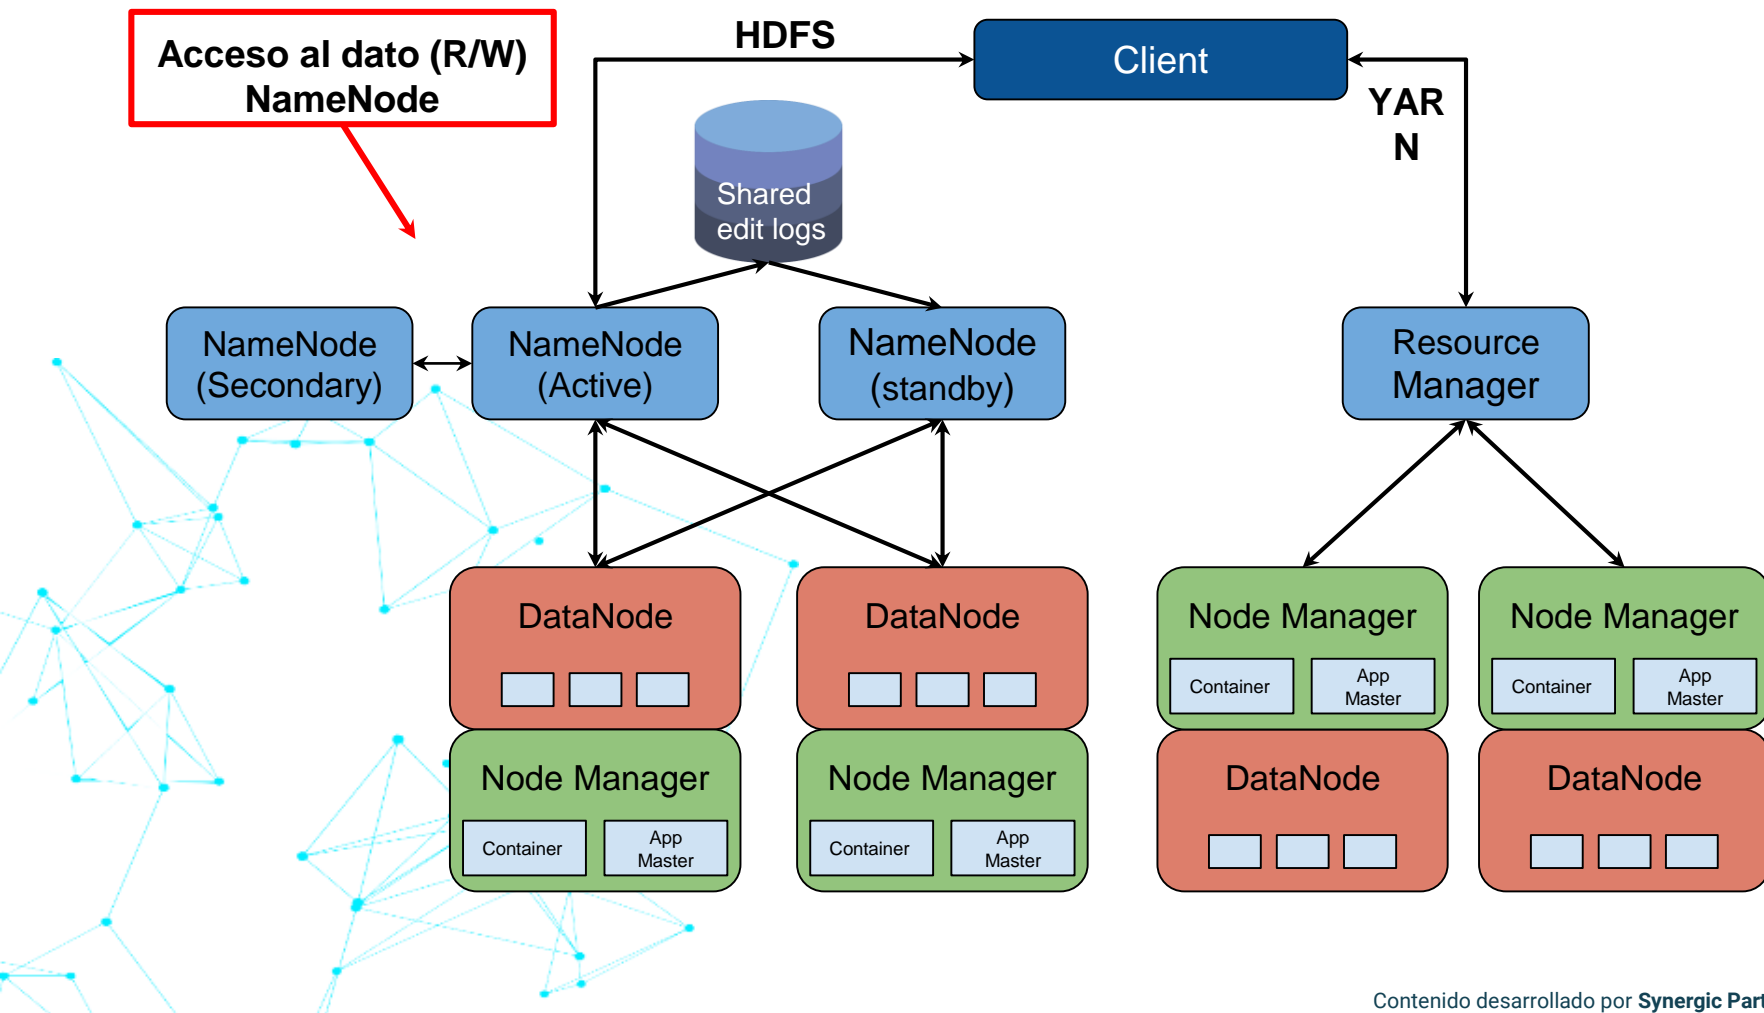 Acceso al dato (R/W)
NameNode
HDFS
Client
YAR
N
Shared
edit logs
NameNode
(Secondary)
NameNode
(Active)
NameNode
(standby)
Resource
Manager
DataNode
DataNode
Node Manager
Container
App
Master
Node Manager
Container
App
Master
Node Manager
Container
App
Master
Node Manager
Container
App
Master
DataNode
DataNode
Contenido desarrollado por Synergic Part